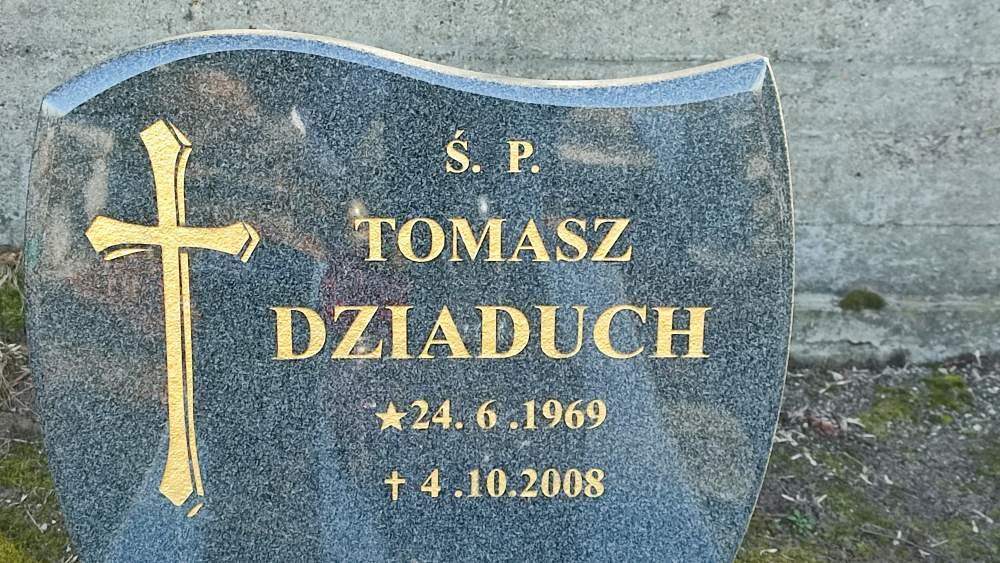 Ś. P.
TOMASZ
DZIADUCH
★24. 6 .1969
✝ 4 .10.2008